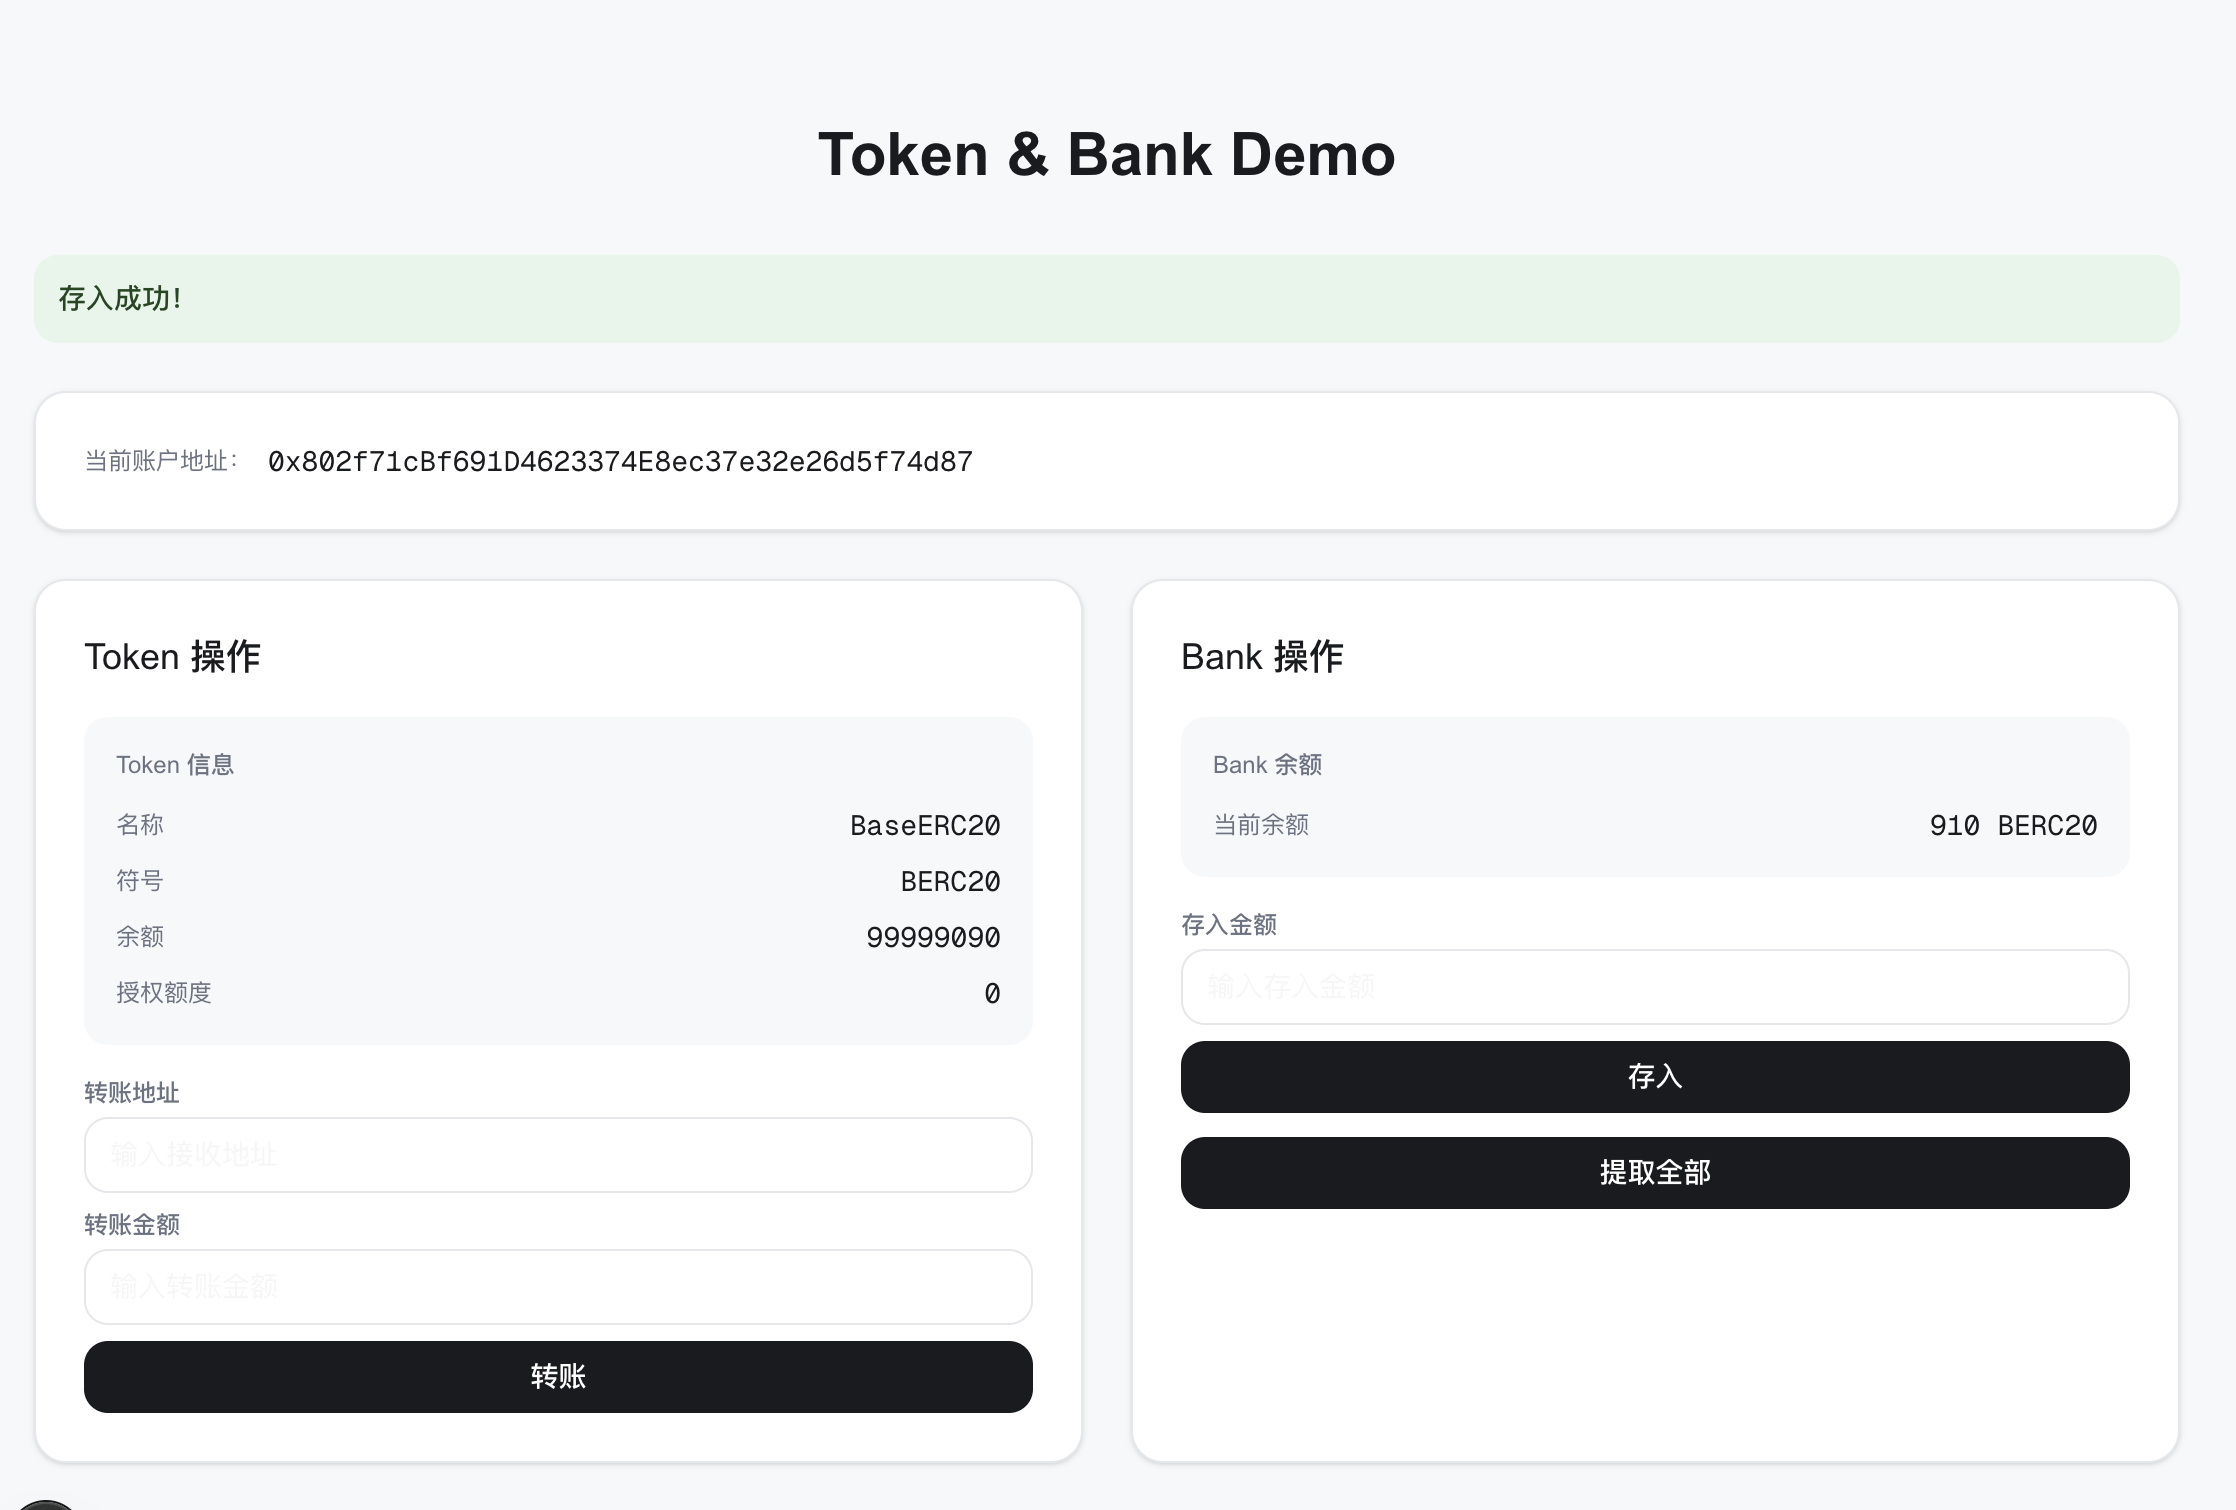 Token & Bank Demo
存入成功！
当前账户地址： 0x802f71cBf691D4623374E8ec37e32e26d5f74d87
Token 操作
Token 信息
名称 BaseERC20
符号 BERC20
余额 99999090
授权额度 0
转账地址
输入接收地址
转账金额
输入转账金额
转账
Bank 操作
Bank 余额
当前余额 910 BERC20
存入金额
输入存入金额
存入
提取全部